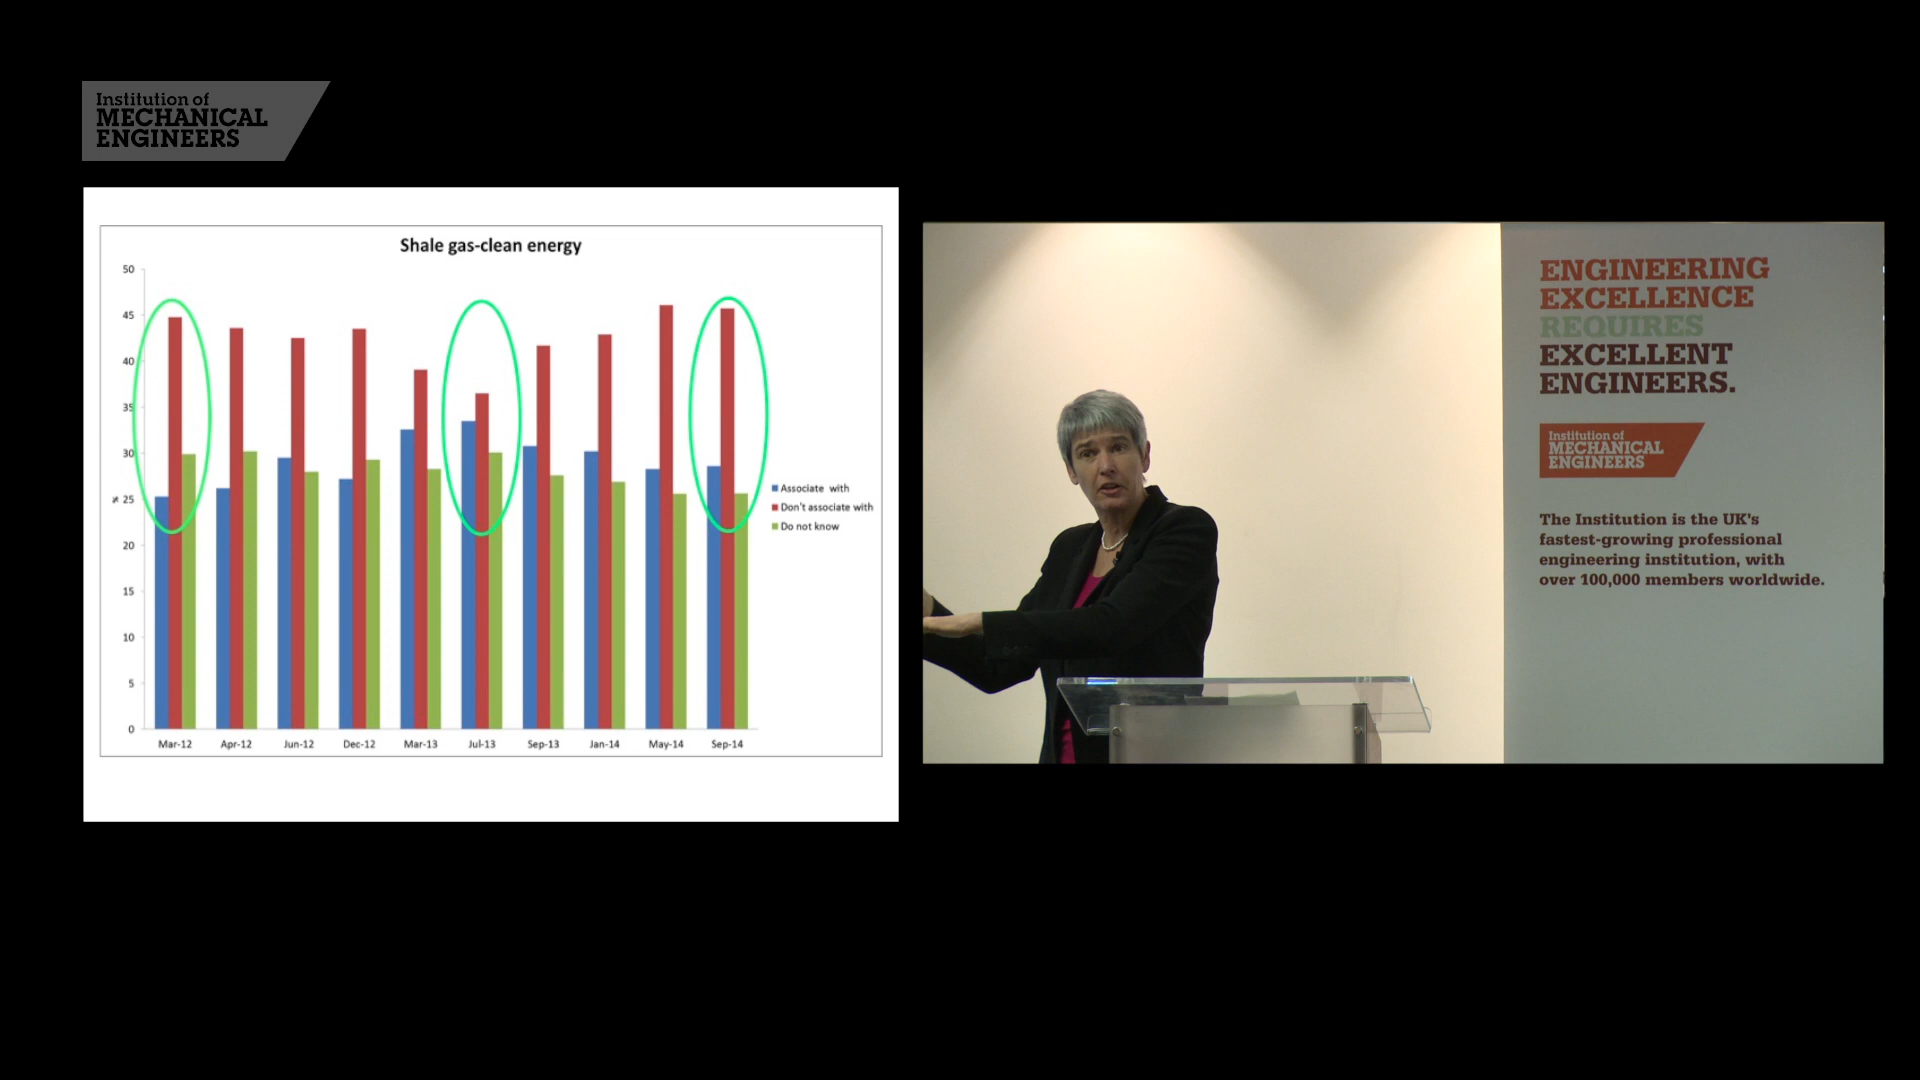 Institution of
MECHANICAL
ENGINEERS
Shale gas-clean energy
50
45
40
35
30
% 25
20
15
10
5
0
Mar-12 Apr-12 Jun-12 Dec-12 Mar-13 Jul-13 Sep-13 Jan-14 May-14 Sep-14
Associate with
Don't associate with
Do not know
ENGINEERING
EXCELLENCE
REQUIRES
EXCELLENT
ENGINEERS.
Institution of
MECHANICAL
ENGINEERS
The Institution is the UK's
fastest-growing professional
engineering institution, with
over 100,000 members worldwide.